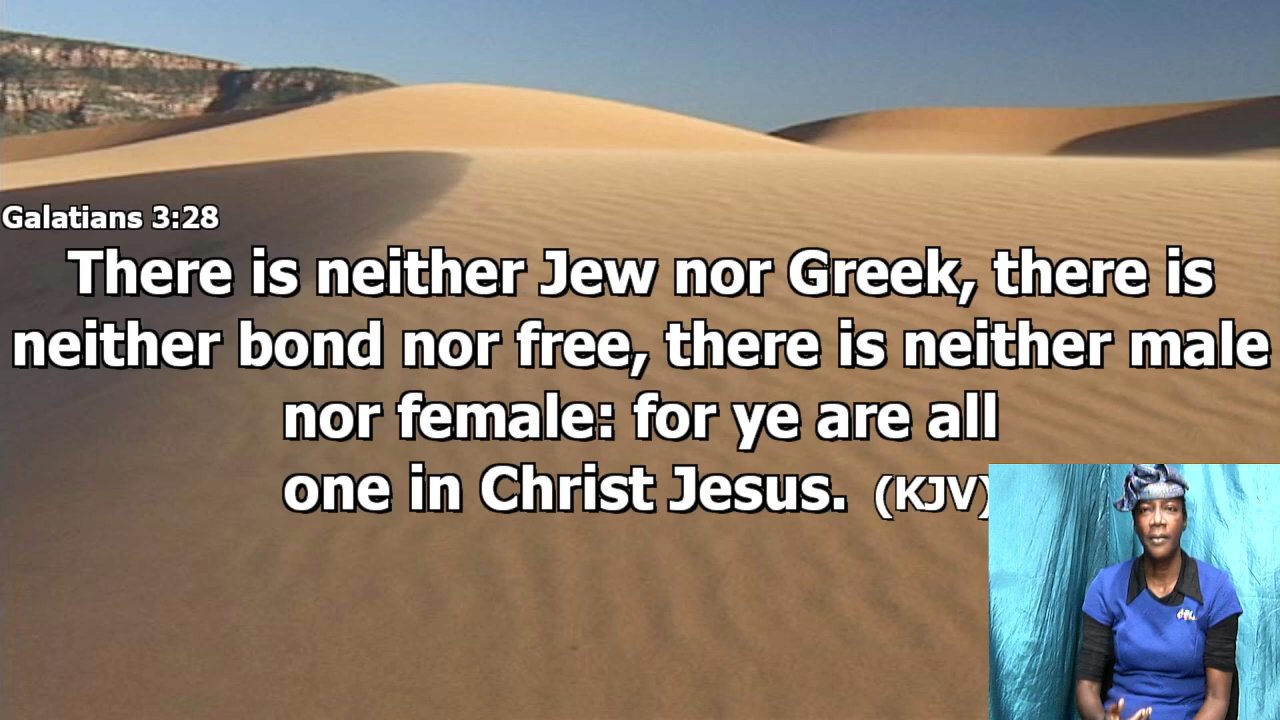 Galatians 3:28
There is neither Jew nor Greek, there is
neither bond nor free, there is neither male
nor female: for ye are all
one in Christ Jesus. (KJV)